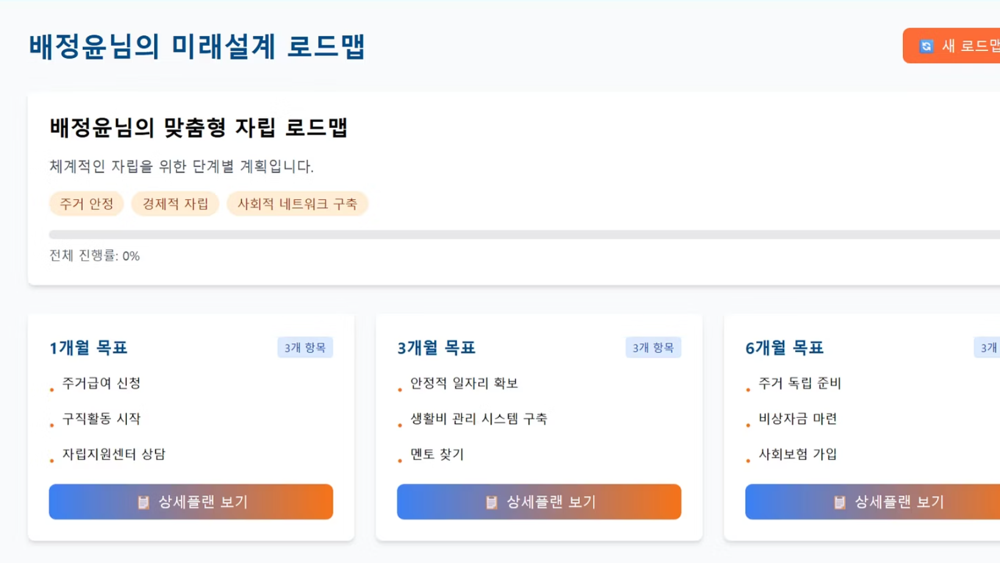 배정윤님의 미래설계 로드맵
새 로드맵
배정윤님의 맞춤형 자립 로드맵
체계적인 자립을 위한 단계별 계획입니다.
주거 안정
경제적 자립
사회적 네트워크 구축
전체 진행률: 0%
1개월 목표
3개 항목
주거급여 신청
구직활동 시작
자립지원센터 상담
상세플랜 보기
3개월 목표
3개 항목
안정적 일자리 확보
생활비 관리 시스템 구축
멘토 찾기
상세플랜 보기
6개월 목표
3개
주거 독립 준비
비상자금 마련
사회보험 가입
상세플랜 보기